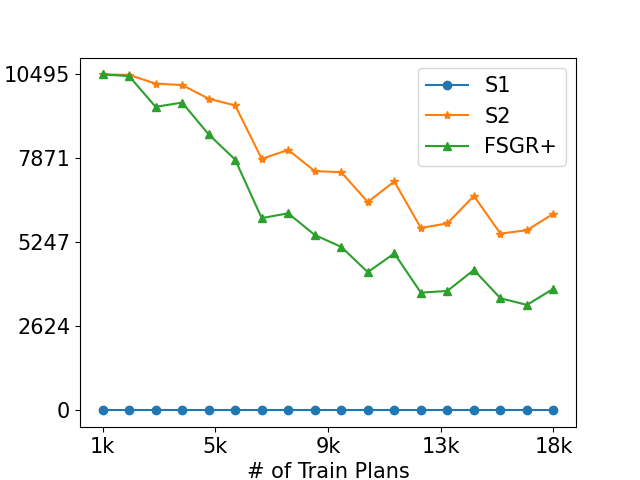 10495
7871
5247
2624
0
S1
S2
FSGR+
1k 5k 9k 13k 18k
# of Train Plans